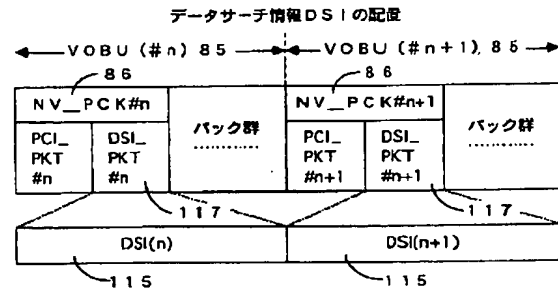 データサーチ情報DSIの配置
VOBU (#n) 85
VOBU (#n+1) 85
86
86
NV_PCK#n
NV_PCK#n+1
PCI_
PKT
#n
DSI_
PKT
#n
パック群
…………
PCI_
PKT
#n+1
DSI_
PKT
#n+1
パック群
…………
117
117
DSI(n)
DSI(n+1)
115
115